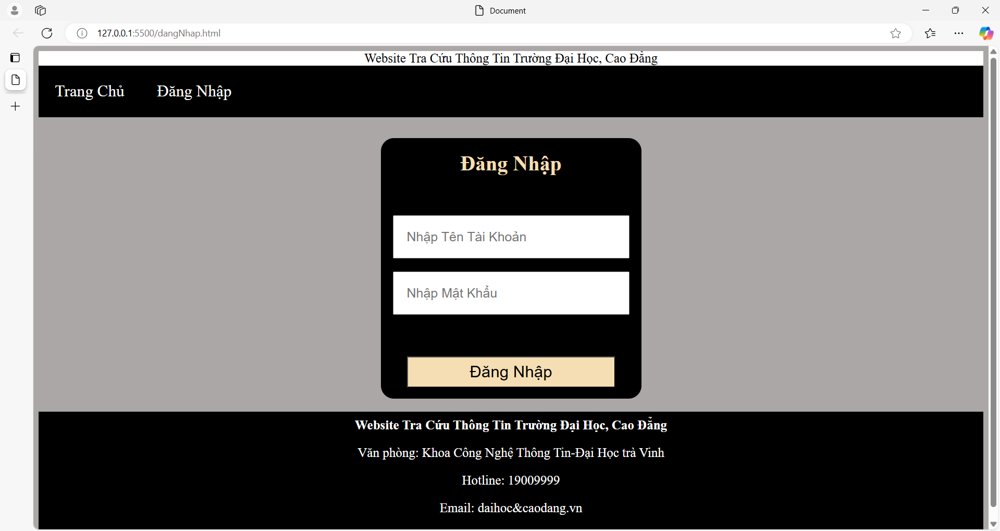 Document
127.0.0.1:5500/dangNhap.html
Website Tra Cứu Thông Tin Trường Đại Học, Cao Đẳng
Trang Chủ Đăng Nhập
Đăng Nhập
Nhập Tên Tài Khoản
Nhập Mật Khẩu
Đăng Nhập
Website Tra Cứu Thông Tin Trường Đại Học, Cao Đẳng
Văn phòng: Khoa Công Nghệ Thông Tin-Đại Học trà Vinh
Hotline: 19009999
Email: daihoc&caodang.vn